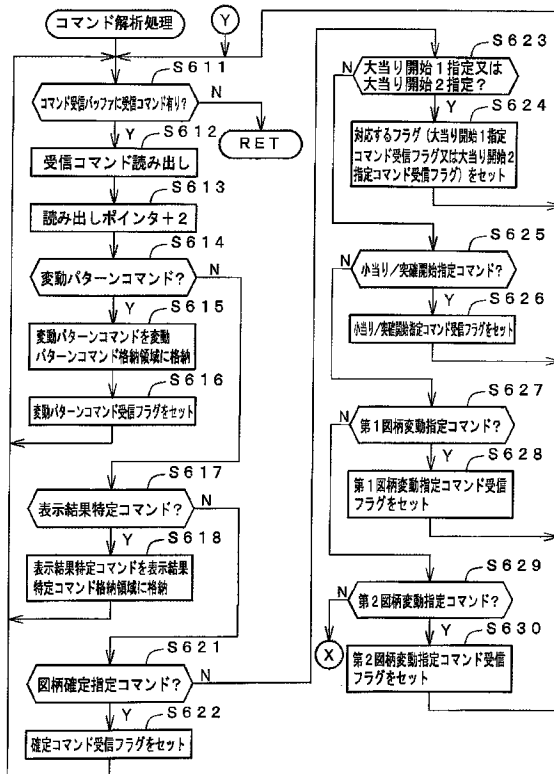 コマンド解析処理
Y
S611
コマンド受信バッファに受信コマンド有り?
N
Y
RET
S612
受信コマンド読み出し
S613
読み出しポインタ+2
S614
変動パターンコマンド?
N
Y
S615
変動パターンコマンドを変動
パターンコマンド格納領域に格納
S616
変動パターンコマンド受信フラグをセット
S617
表示結果特定コマンド?
N
Y
S618
表示結果特定コマンドを表示結果
特定コマンド格納領域に格納
S621
図柄確定指定コマンド?
N
Y
S622
確定コマンド受信フラグをセット
S623
N
大当り開始1指定又は
大当り開始2指定?
Y
S624
対応するフラグ(大当り開始1指定
コマンド受信フラグ又は大当り開始2
指定コマンド受信フラグ)をセット
S625
N
小当り/突確開始指定コマンド?
Y
S626
小当り/突確開始指定コマンド受信フラグをセット
S627
N
第1図柄変動指定コマンド?
Y
S628
第1図柄変動指定コマンド受信
フラグをセット
S629
N
第2図柄変動指定コマンド?
X
Y
S630
第2図柄変動指定コマンド受信
フラグをセット